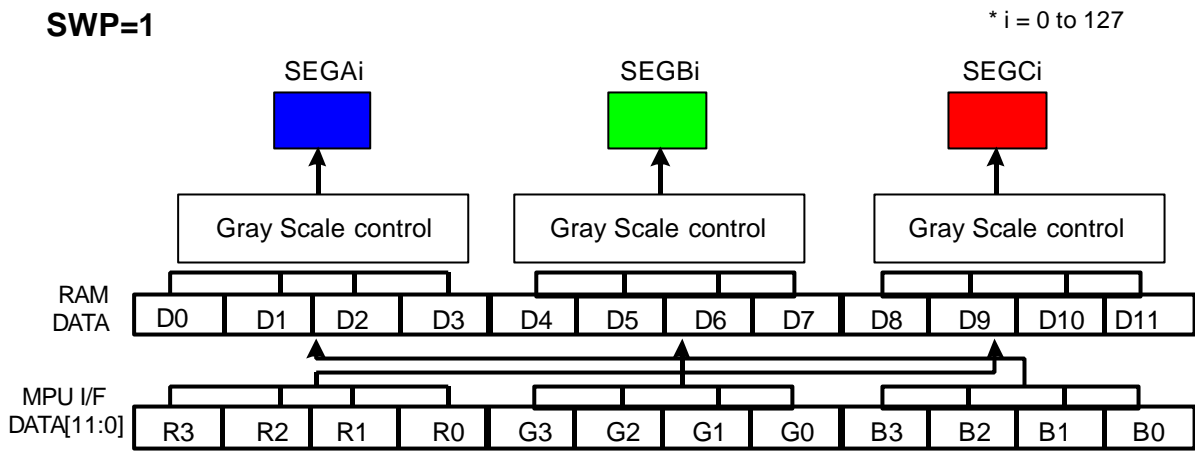 SWP=1
* i = 0 to 127
SEGAi SEGBi SEGCi
Gray Scale control Gray Scale control Gray Scale control
RAM
DATA
D0 D1 D2 D3 D4 D5 D6 D7 D8 D9 D10 D11
MPU I/F
DATA[11:0]
R3 R2 R1 R0 G3 G2 G1 G0 B3 B2 B1 B0